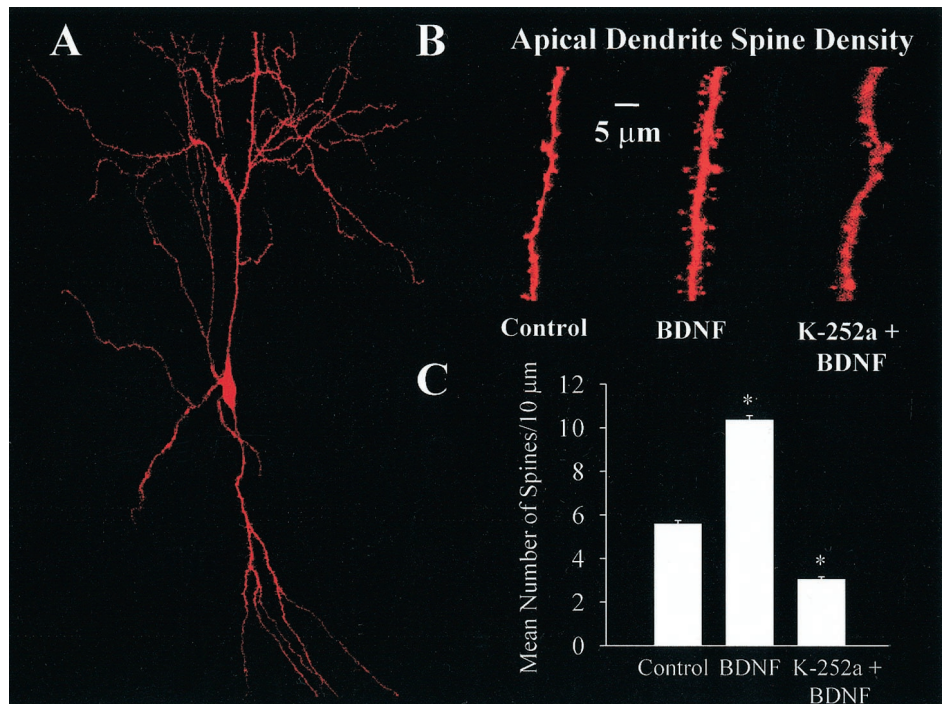 A
B
Apical Dendrite Spine Density
5 μm
Control
BDNF
K-252a +
BDNF
C
Mean Number of Spines/10 μm
12
10
8
6
4
2
0
*
*
Control
BDNF
K-252a +
BDNF